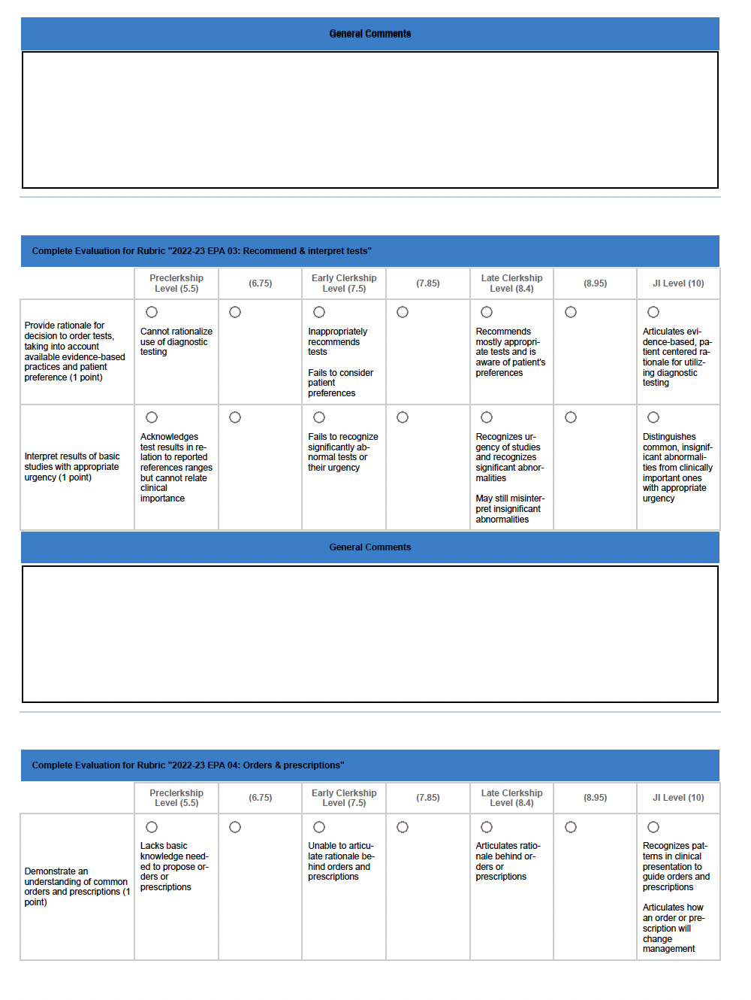 General Comments
Complete Evaluation for Rubric "2022-23 EPA 03: Recommend & interpret tests"
Preclerkship
Level (5.5)
(6.75)
Early Clerkship
Level (7.5)
(7.85)
Late Clerkship
Level (8.4)
(8.95)
JI Level (10)
Provide rationale for
decision to order tests,
taking into account
available evidence-based
practices and patient
preference (1 point)
Cannot rationalize
use of diagnostic
testing
Inappropriately
recommends
tests
Fails to consider
patient
preferences
Recommends
mostly appropri-
ate tests and is
aware of patient's
preferences
Articulates evi-
dence-based, pa-
tient centered ra-
tionale for utiliz-
ing diagnostic
testing
Interpret results of basic
studies with appropriate
urgency (1 point)
Acknowledges
test results in re-
lation to reported
references ranges
but cannot relate
clinical
importance
Fails to recognize
significantly ab-
normal tests or
their urgency
Recognizes ur-
gency of studies
and recognizes
significant abnor-
malities
May still misinter-
pret insignificant
abnormalities
Distinguishes
common, insignif-
icant abnormali-
ties from clinically
important ones
with appropriate
urgency
General Comments
Complete Evaluation for Rubric "2022-23 EPA 04: Orders & prescriptions"
Preclerkship
Level (5.5)
(6.75)
Early Clerkship
Level (7.5)
(7.85)
Late Clerkship
Level (8.4)
(8.95)
JI Level (10)
Demonstrate an
understanding of common
orders and prescriptions (1
point)
Lacks basic
knowledge need-
ed to propose or-
ders or
prescriptions
Unable to articu-
late rationale be-
hind orders and
prescriptions
Articulates ratio-
nale behind or-
ders or
prescriptions
Recognizes pat-
terns in clinical
presentation to
guide orders and
prescriptions
Articulates how
an order or pre-
scription will
change
management